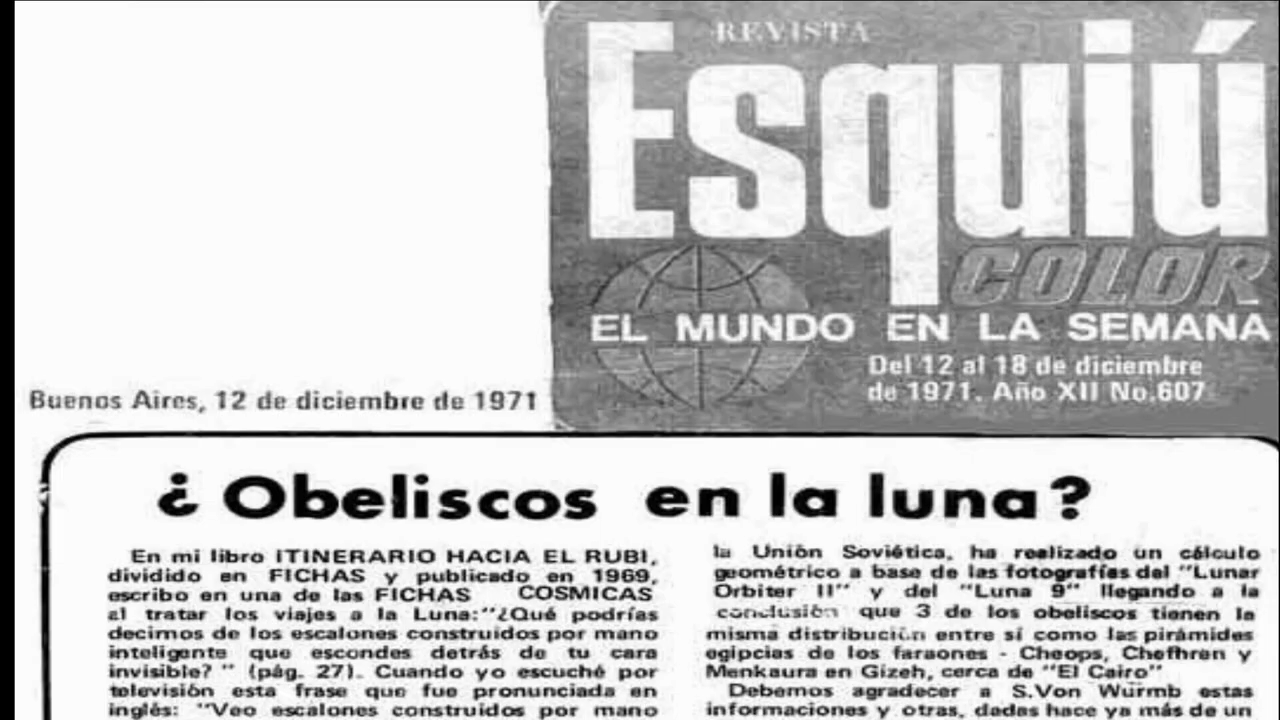 REVISTA
Esquiú
COLOR
EL MUNDO EN LA SEMANA
Del 12 al 18 de diciembre
de 1971. Año XII No.607
Buenos Aires, 12 de diciembre de 1971
¿Obeliscos en la luna?
En mi libro ITINERARIO HACIA EL RUBI,
dividido en FICHAS y publicado en 1969,
escribo en una de las FICHAS COSMICAS
al tratar los viajes a la Luna:"¿Qué podrías
decirnos de los escalones construidos por mano
inteligente que escondes detrás de tu cara
invisible? " (pág. 27). Cuando yo escuché por
televisión esta frase que fue pronunciada en
inglés: "Veo escalones construidos por mano
la Unión Soviética, ha realizado un cálculo
geométrico a base de las fotografías del "Lunar
Orbiter II" y del "Luna 9" llegando a la
conclusión que 3 de los obeliscos tienen la
misma distribución entre sí como las pirámides
egipcias de los faraones - Cheops, Chefhren y
Menkaura en Gizeh, cerca de "El Cairo"
Debemos agradecer a S.Von Wurmb estas
informaciones y otras, dadas hace ya más de un